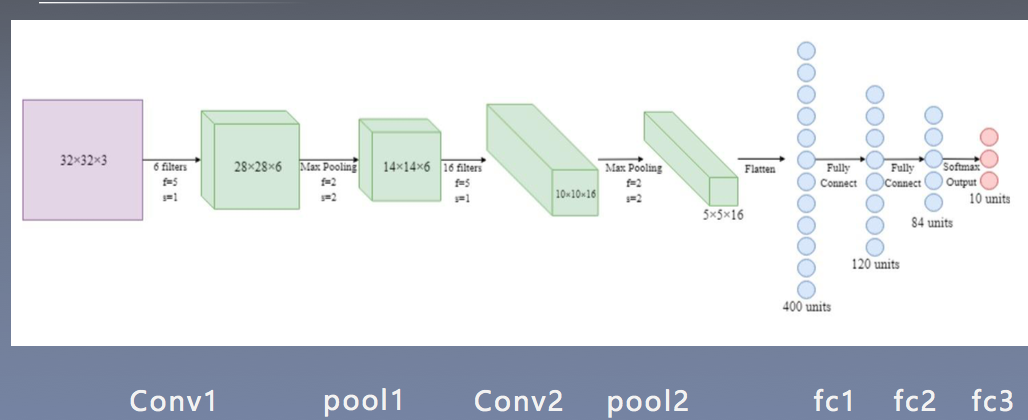 32×32×3
6 filters
f=5
s=1
28×28×6
Max Pooling
f=2
s=2
14×14×6
16 filters
f=5
s=1
10×10×16
Max Pooling
f=2
s=2
5×5×16
Flatten
400 units
Fully
Connect
120 units
Fully
Connect
84 units
Softmax
Output
10 units
Conv1
pool1
Conv2
pool2
fc1
fc2
fc3